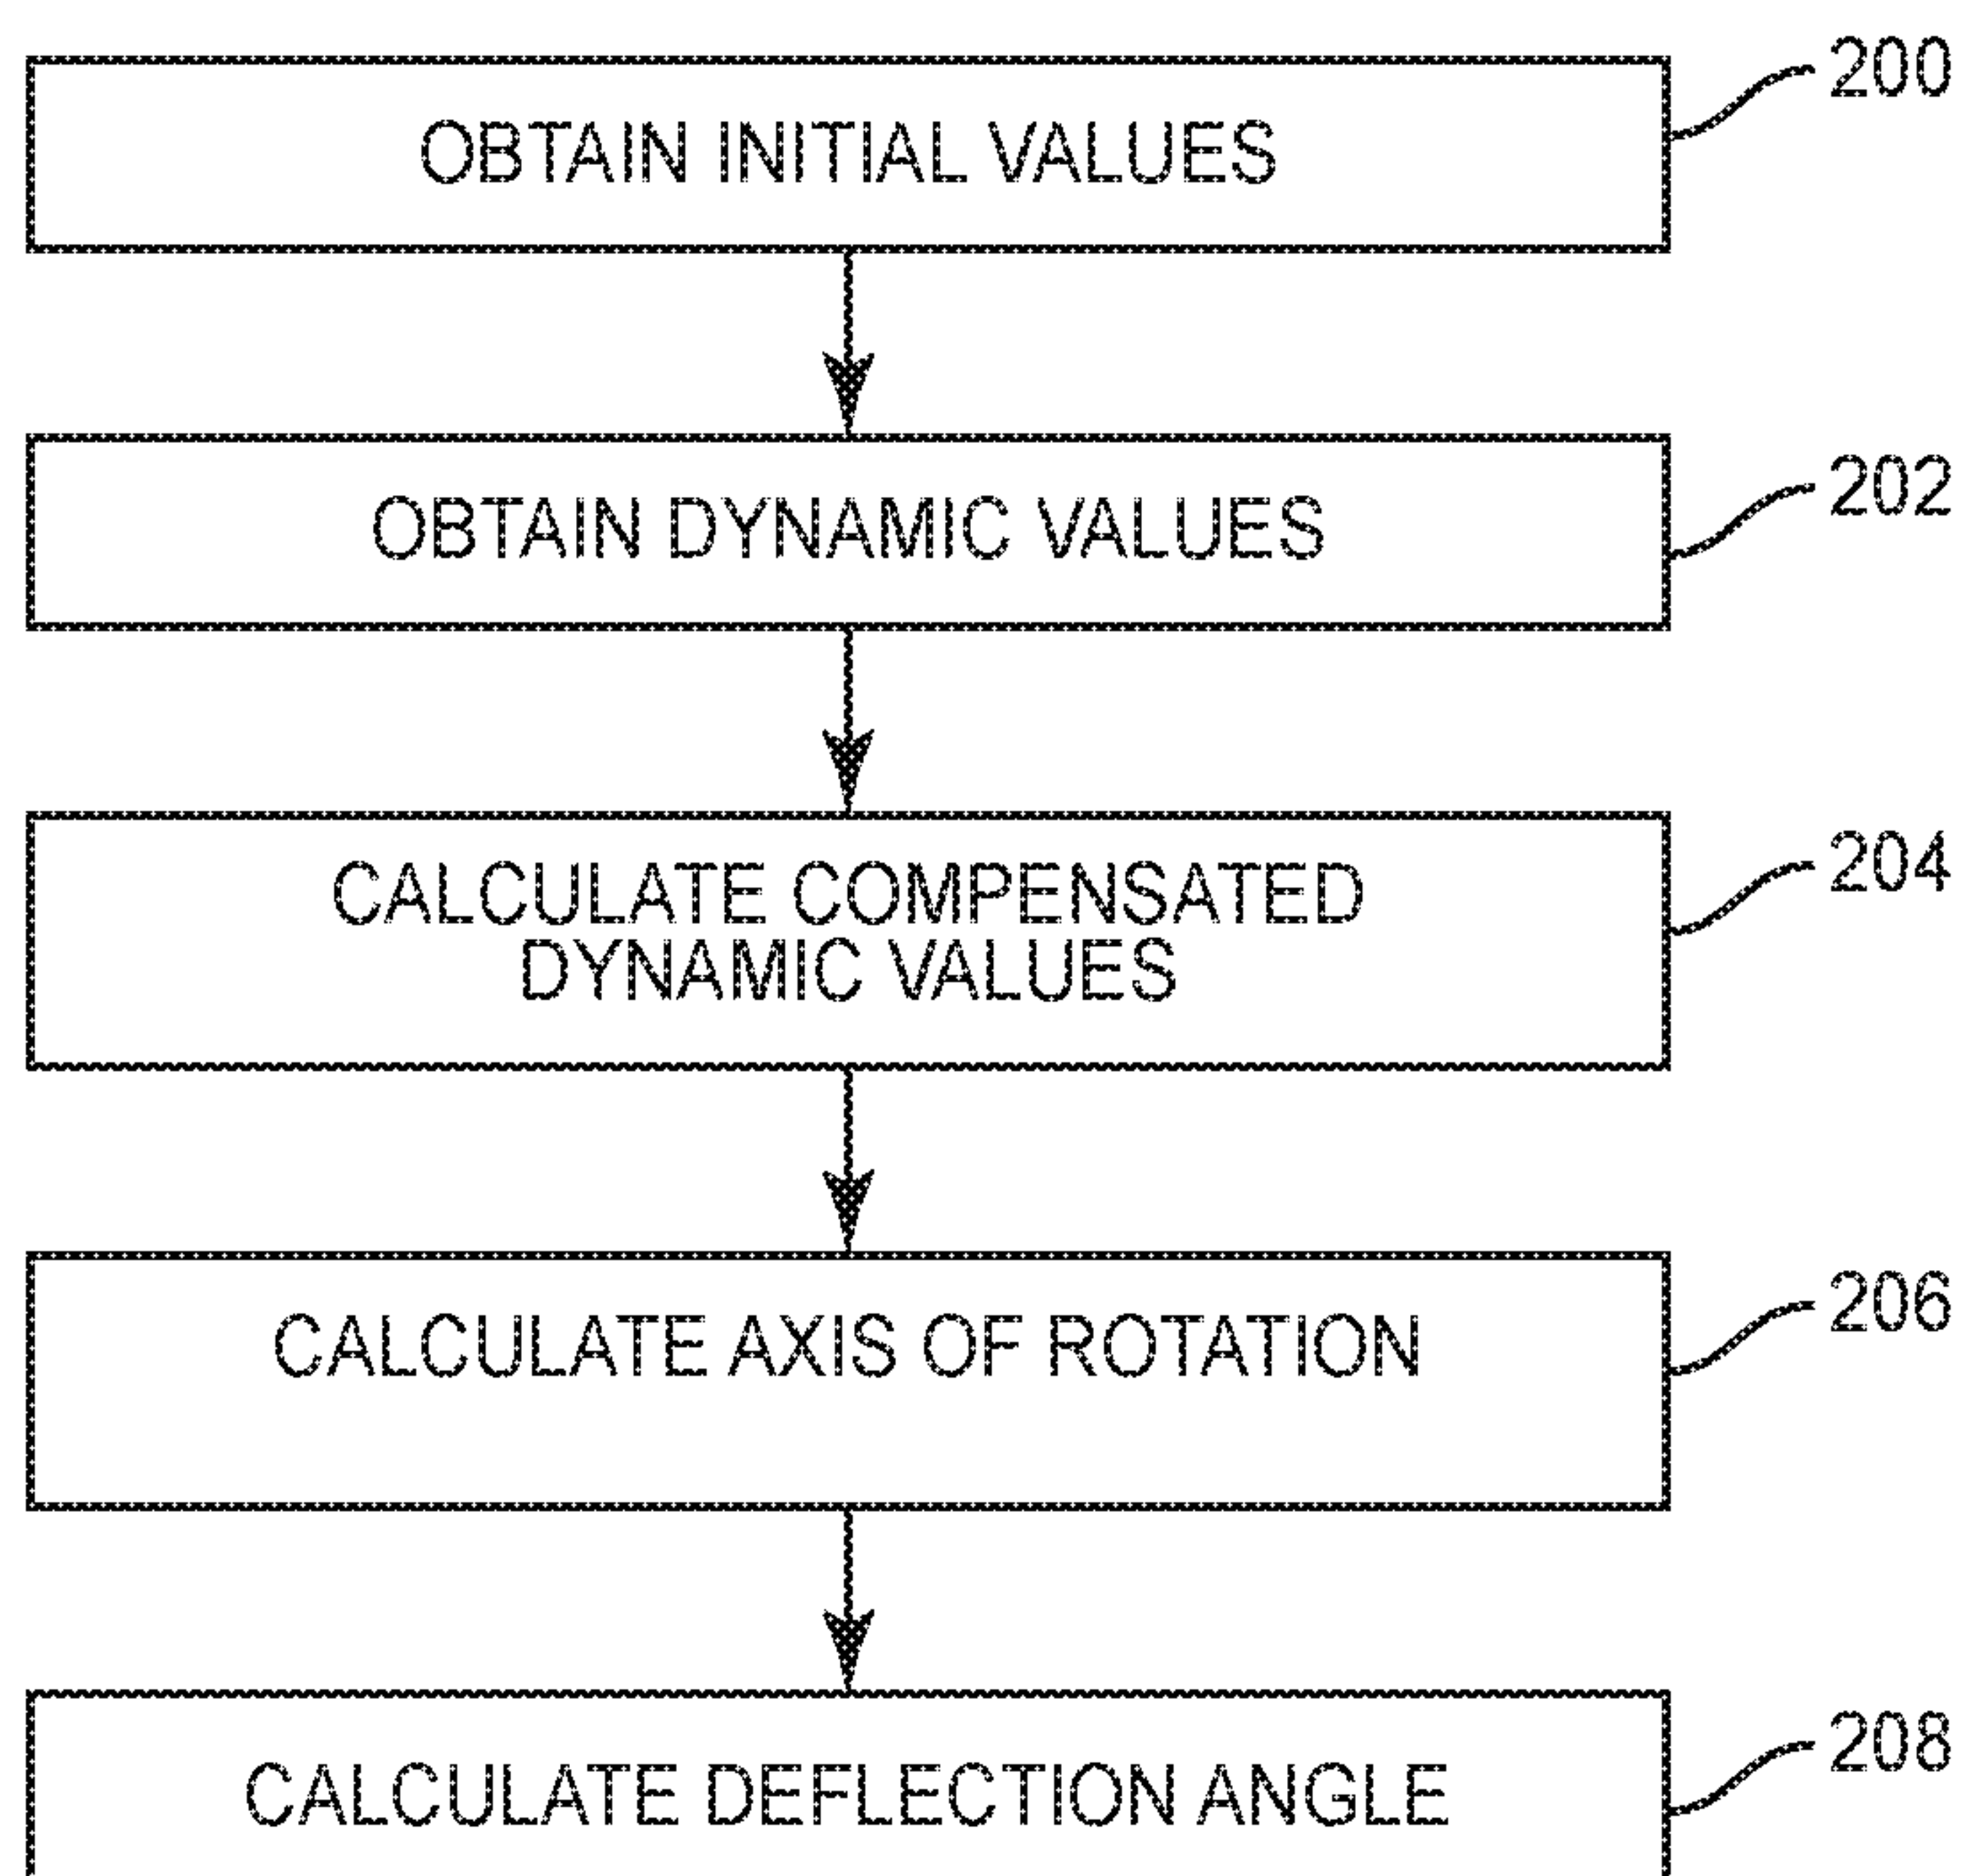 200
OBTAIN INITIAL VALUES
202
OBTAIN DYNAMIC VALUES
204
CALCULATE COMPENSATED
DYNAMIC VALUES
206
CALCULATE AXIS OF ROTATION
208
CALCULATE DEFLECTION ANGLE